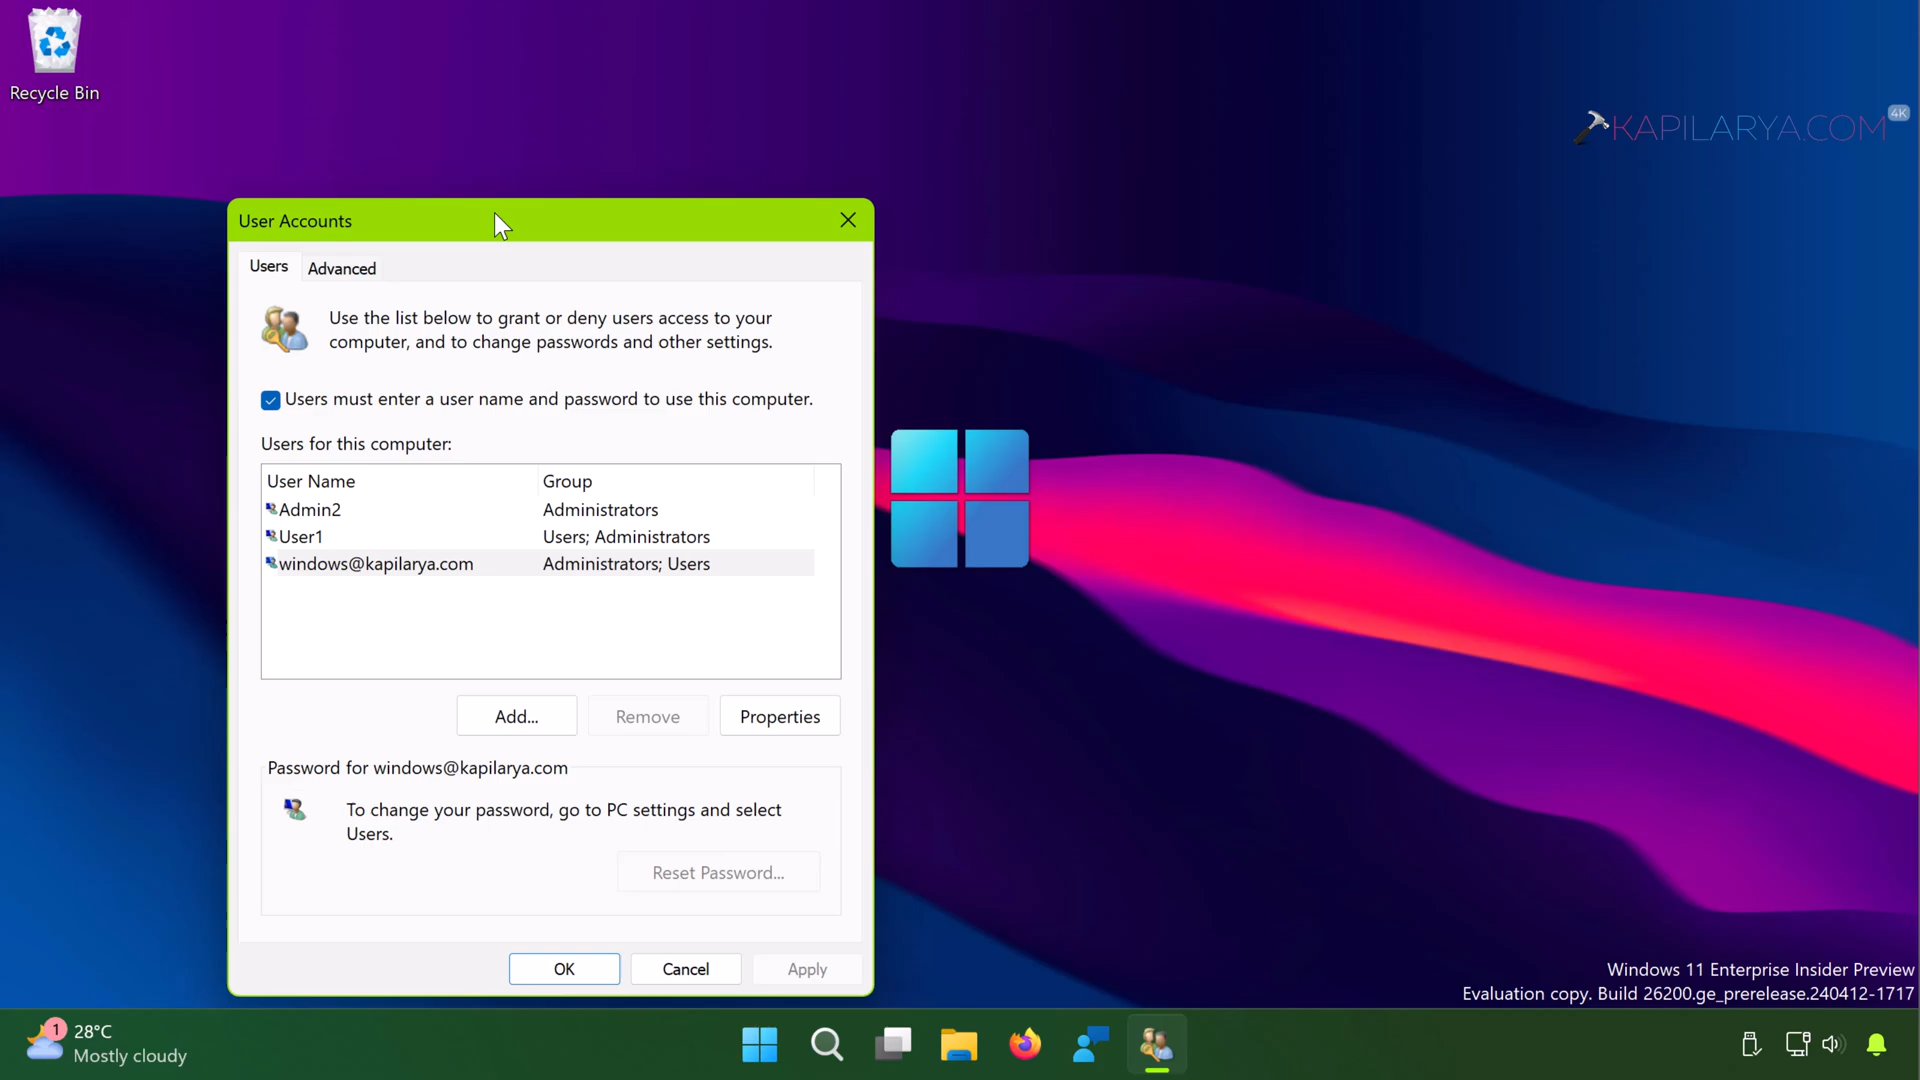 Recycle Bin
KAPILARYA.COM
4K
User Accounts
Users
Advanced
Use the list below to grant or deny users access to your
computer, and to change passwords and other settings.
Users must enter a user name and password to use this computer.
Users for this computer:
User Name Group
Admin2 Administrators
User1 Users; Administrators
windows@kapilarya.com Administrators; Users
Add... Remove Properties
Password for windows@kapilarya.com
To change your password, go to PC settings and select
Users.
Reset Password...
OK Cancel Apply
Windows 11 Enterprise Insider Preview
Evaluation copy. Build 26200.ge_prerelease.240412-1717
1
28°C
Mostly cloudy